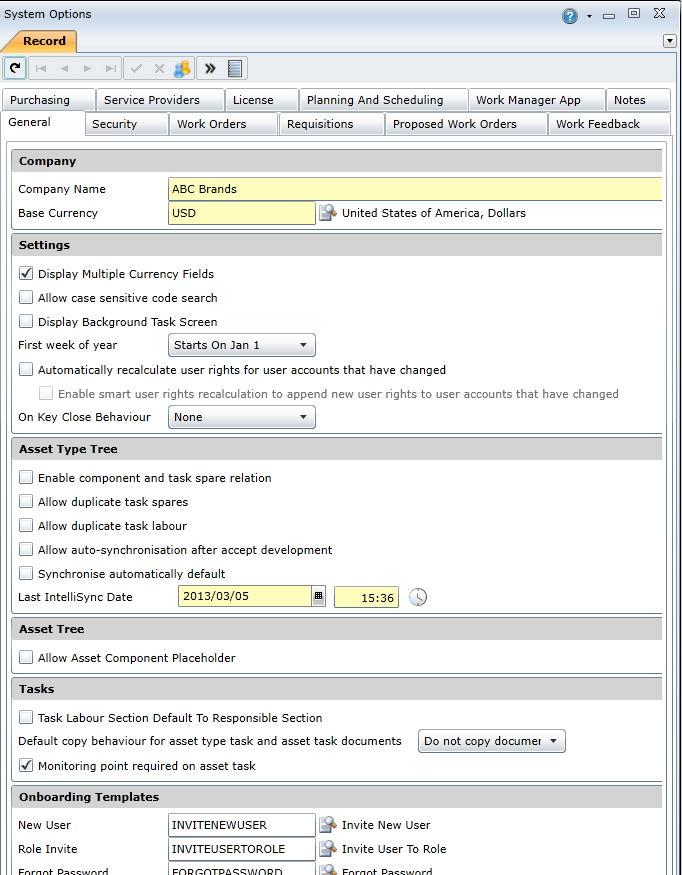 System Options
Record
Purchasing Service Providers License Planning And Scheduling Work Manager App Notes
General Security Work Orders Requisitions Proposed Work Orders Work Feedback
Company
Company Name ABC Brands
Base Currency USD United States of America, Dollars
Settings
Display Multiple Currency Fields
Allow case sensitive code search
Display Background Task Screen
First week of year Starts On Jan 1
Automatically recalculate user rights for user accounts that have changed
Enable smart user rights recalculation to append new user rights to user accounts that have changed
On Key Close Behaviour None
Asset Type Tree
Enable component and task spare relation
Allow duplicate task spares
Allow duplicate task labour
Allow auto-synchronisation after accept development
Synchronise automatically default
Last IntelliSync Date 2013/03/05 15:36
Asset Tree
Allow Asset Component Placeholder
Tasks
Task Labour Section Default To Responsible Section
Default copy behaviour for asset type task and asset task documents Do not copy documer
Monitoring point required on asset task
Onboarding Templates
New User INVITENEWUSER Invite New User
Role Invite INVITEUSERTOROLE Invite User To Role
Forgot Password FORGOTPASSWORD Forgot Password